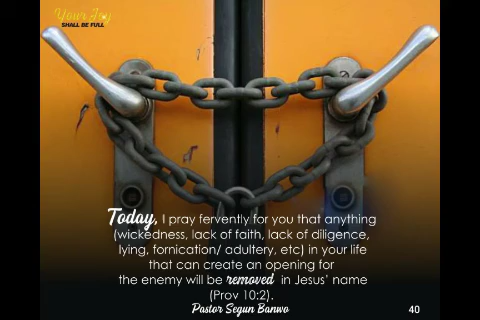 Your Joy
SHALL BE FULL
Today, I pray fervently for you that anything
(wickedness, lack of faith, lack of diligence,
lying, fornication/ adultery, etc) in your life
that can create an opening for
the enemy will be removed in Jesus' name
(Prov 10:2).
Pastor Segun Banwo
40